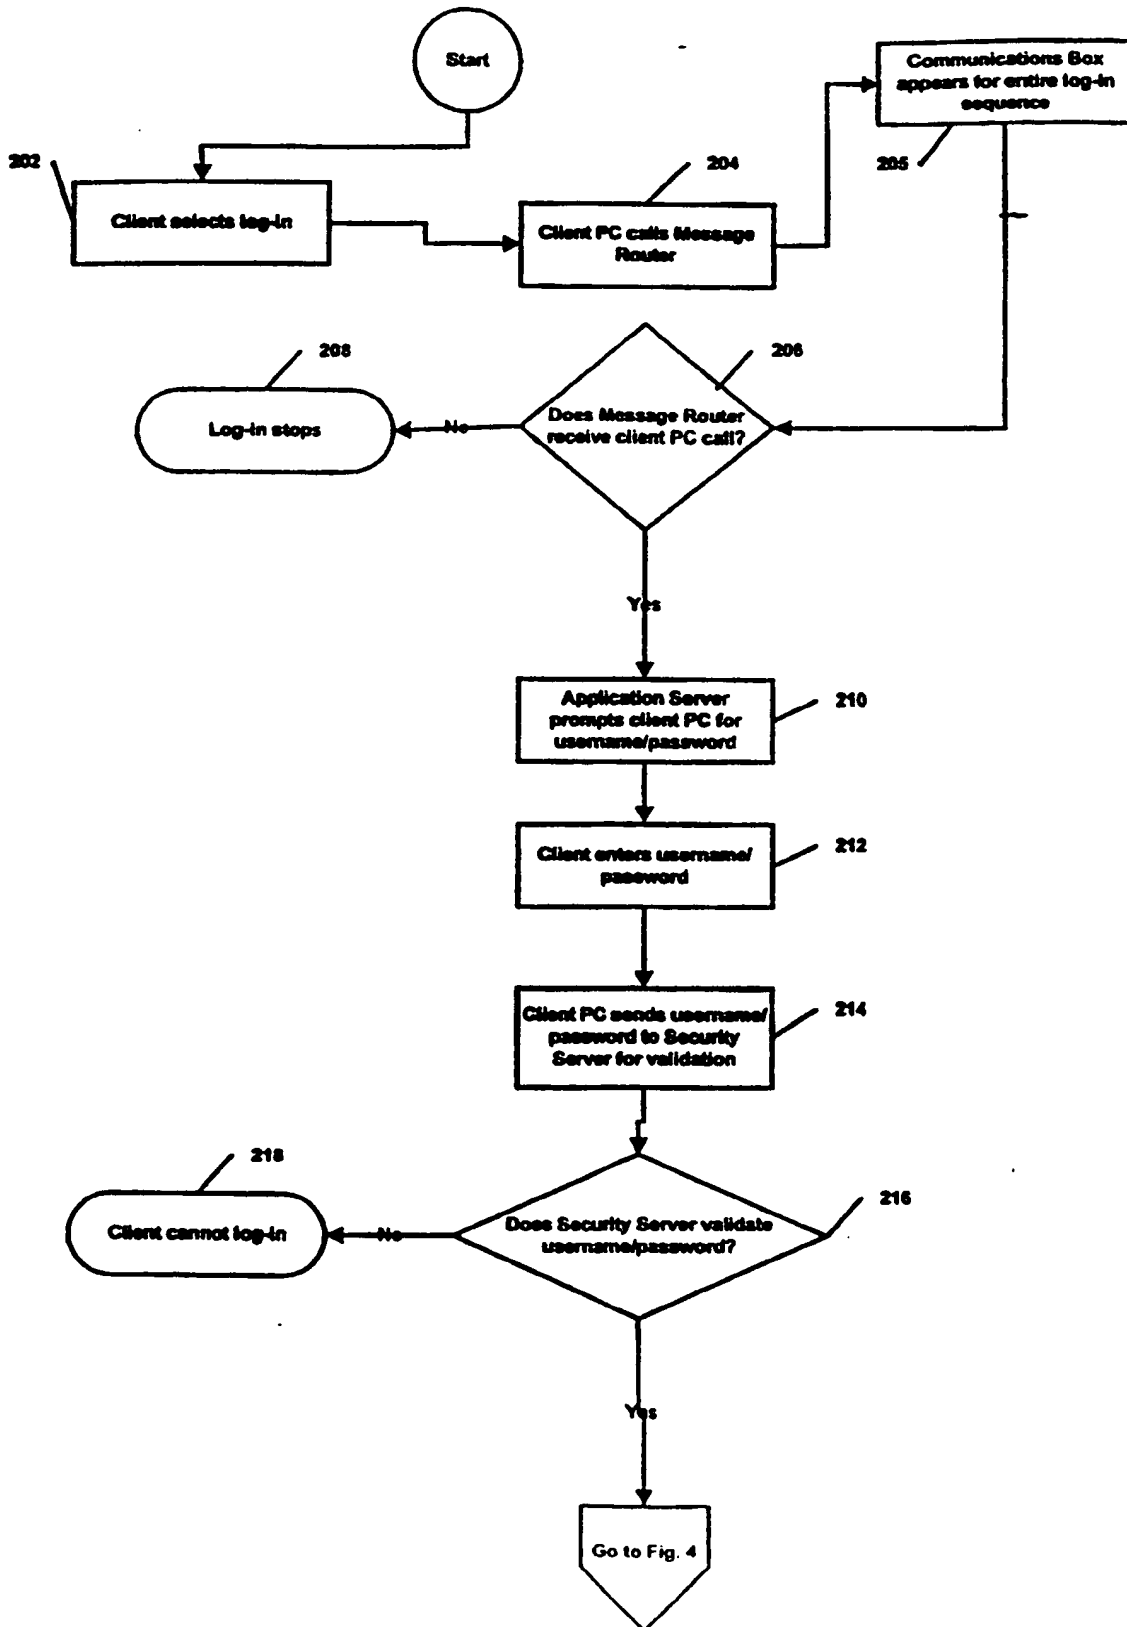 Start
Communications Box
appears for entire log-in
sequence
202
204
205
Client selects log-in
Client PC calls Message
Router
208
206
Log-in stops
No
Does Message Router
receive client PC call?
Yes
Application Server
prompts client PC for
username/password
210
Client enters username/
password
212
Client PC sends username/
password to Security
Server for validation
214
218
216
Client cannot log-in
No
Does Security Server validate
username/password?
Yes
Go to Fig. 4